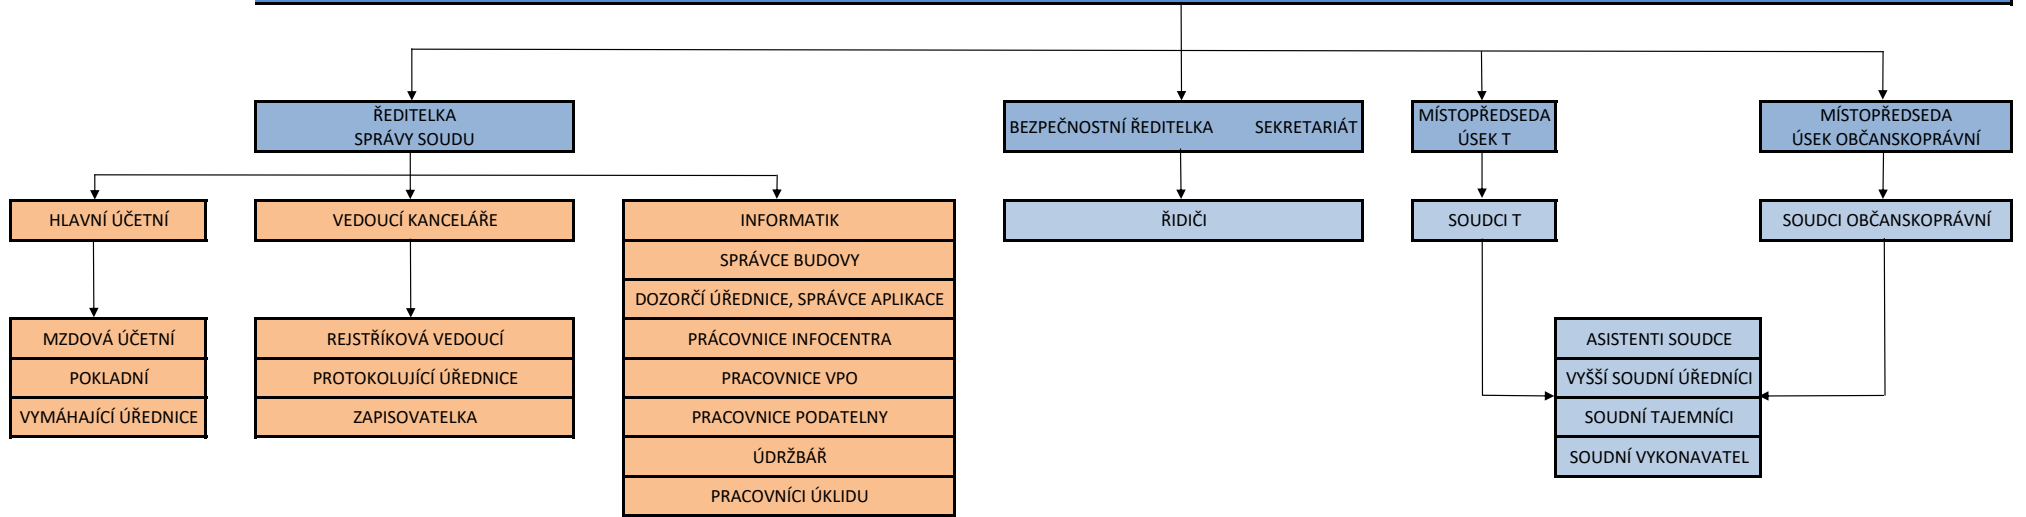 ŘEDITELKA
SPRÁVY SOUDU
BEZPEČNOSTNÍ ŘEDITELKA SEKRETARIÁT
MÍSTOPŘEDSEDA
ÚSEK T
MÍSTOPŘEDSEDA
ÚSEK OBČANSKOPRÁVNÍ
HLAVNÍ ÚČETNÍ
VEDOUCÍ KANCELÁŘE
INFORMATIK
ŘIDIČI
SOUDCI T
SOUDCI OBČANSKOPRÁVNÍ
SPRÁVCE BUDOVY
DOZORČÍ ÚŘEDNICE, SPRÁVCE APLIKACE
MZDOVÁ ÚČETNÍ
REJSTŘÍKOVÁ VEDOUCÍ
PRÁCOVNICE INFOCENTRA
ASISTENTI SOUDCE
POKLADNÍ
PROTOKOLUJÍCÍ ÚŘEDNICE
PRACOVNICE VPO
VYŠŠÍ SOUDNÍ ÚŘEDNÍCI
VYMÁHAJÍCÍ ÚŘEDNICE
ZAPISOVATELKA
PRACOVNICE PODATELNY
SOUDNÍ TAJEMNÍCI
ÚDRŽBÁŘ
SOUDNÍ VYKONAVATEL
PRACOVNÍCI ÚKLIDU